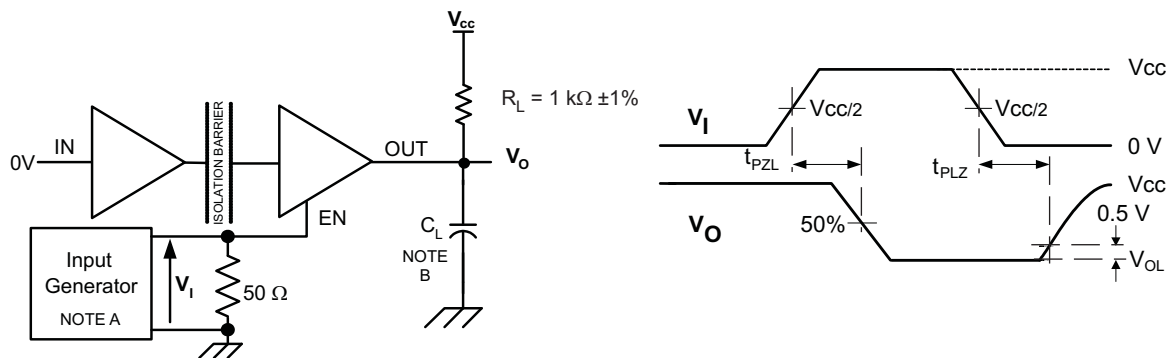 Vcc
R_L = 1 kΩ ±1%
0V
IN
ISOLATION BARRIER
OUT
V_O
EN
C_L
NOTE
B
Input
Generator
NOTE A
V_I
50 Ω
Vcc
V_I
Vcc/2
Vcc/2
0 V
t_PZL
t_PLZ
Vcc
V_O
50%
0.5 V
V_OL